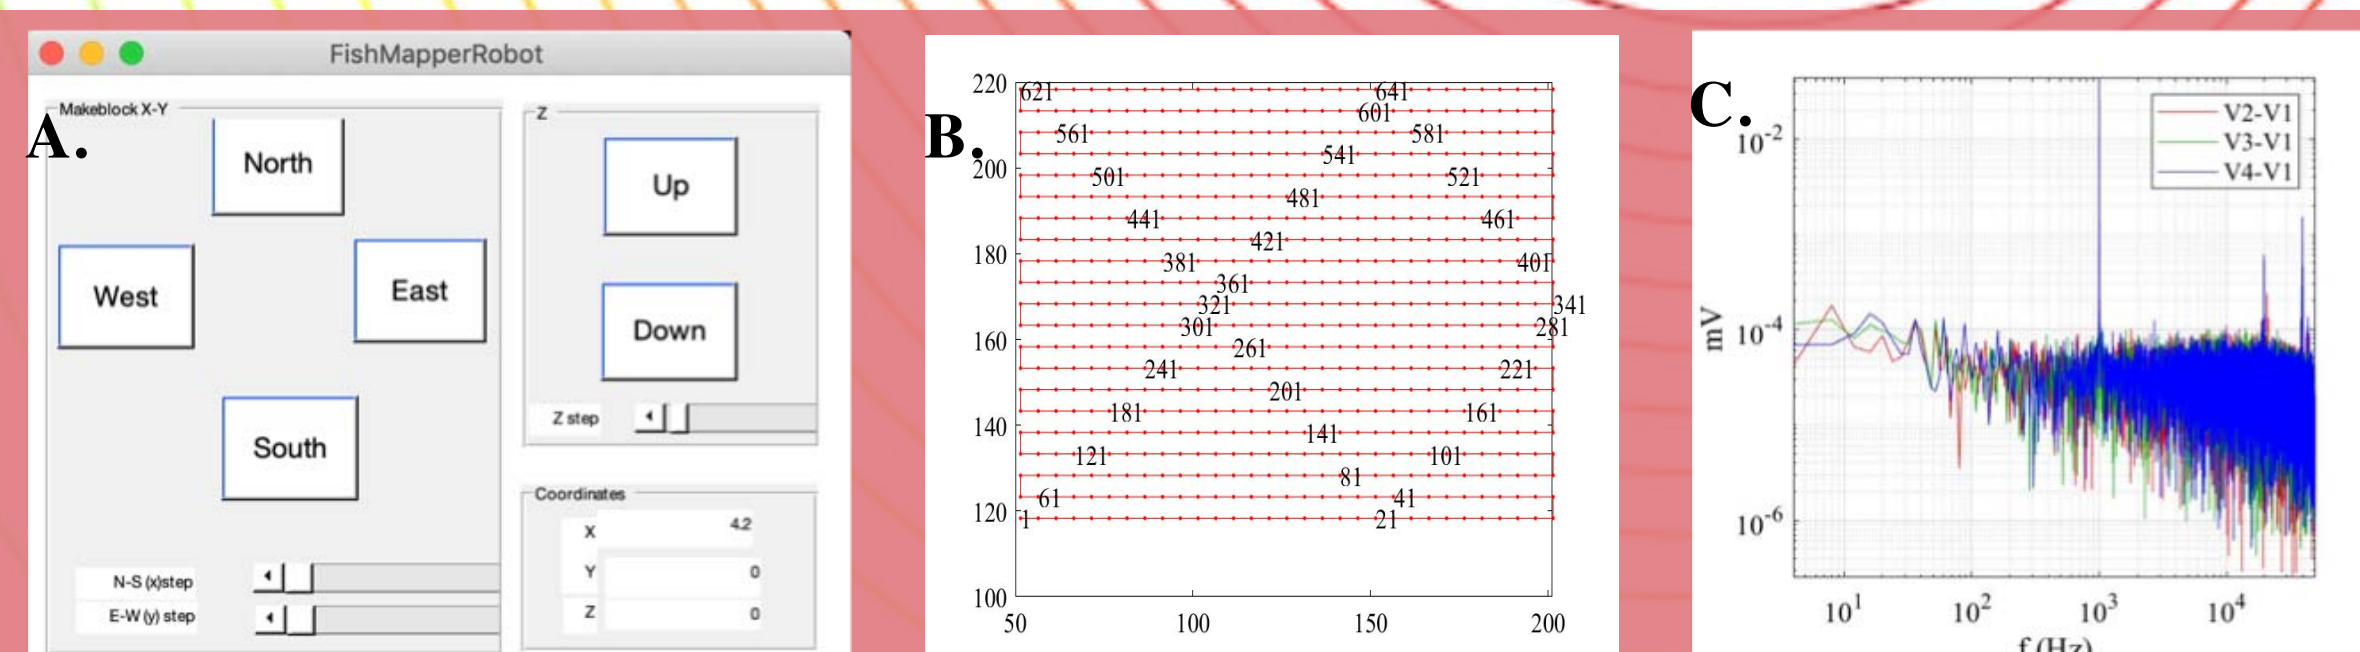 FishMapperRobot
A.
Makeblock X-Y
North
West
East
South
N-S (x)step
E-W (y) step
Z
Up
Down
Z step
Coordinates
X 4.2
Y 0
Z 0
B.
220
200
180
160
140
120
100
50 100 150 200
621 641
601
561 581
541
501 521
481
441 461
421
381 401
361
321 341
301 281
261
241 221
201
181 161
141
121 101
81
61 41
1 21
C.
V2-V1
V3-V1
V4-V1
mV
10-2
10-4
10-6
101 102 103 104
f (Hz)